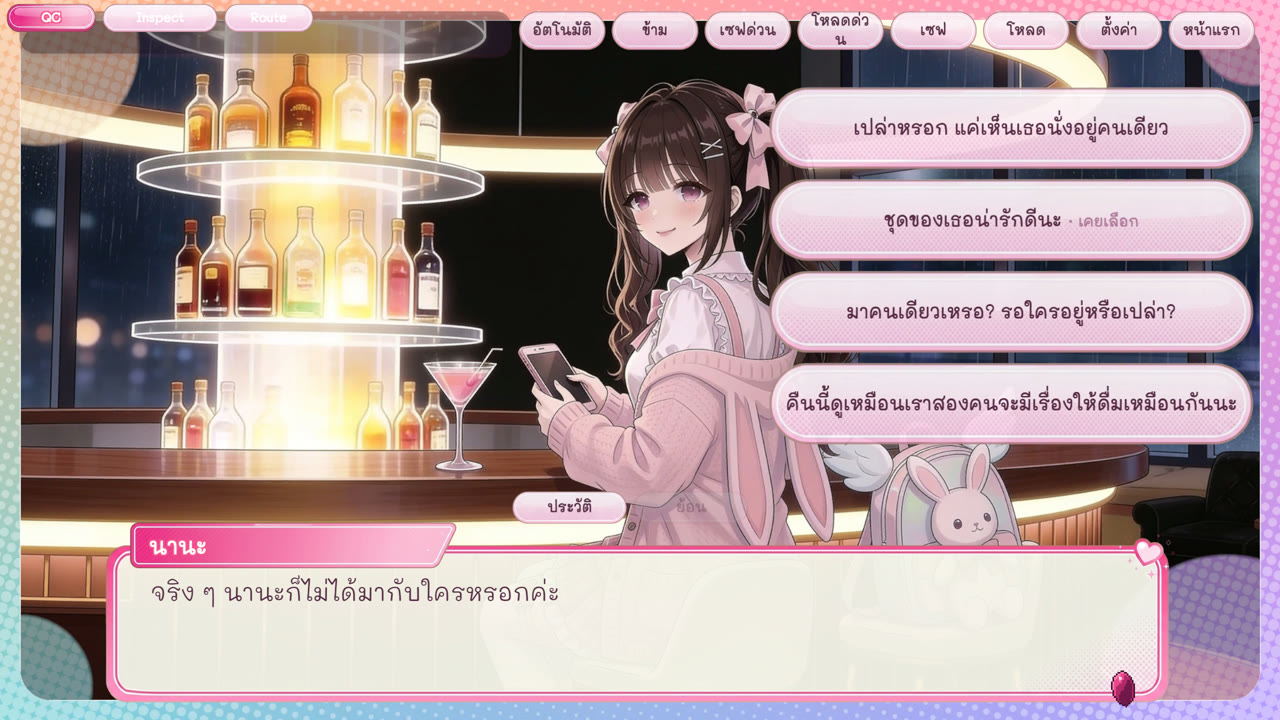 QC
Inspect
Route
อัตโนมัติ
ข้าม
เซฟด่วน
โหลดด่ว
น
เซฟ
โหลด
ตั้งค่า
หน้าแรก
เปล่าหรอก แค่เห็นเธอนั่งอยู่คนเดียว
ชุดของเธอน่ารักดีนะ · เคยเลือก
มาคนเดียวเหรอ? รอใครอยู่หรือเปล่า?
คืนนี้ดูเหมือนเราสองคนจะมีเรื่องให้ดื่มเหมือนกันนะ
ประวัติ
ย้อน
นานะ
จริง ๆ นานะก็ไม่ได้มากับใครหรอกค่ะ